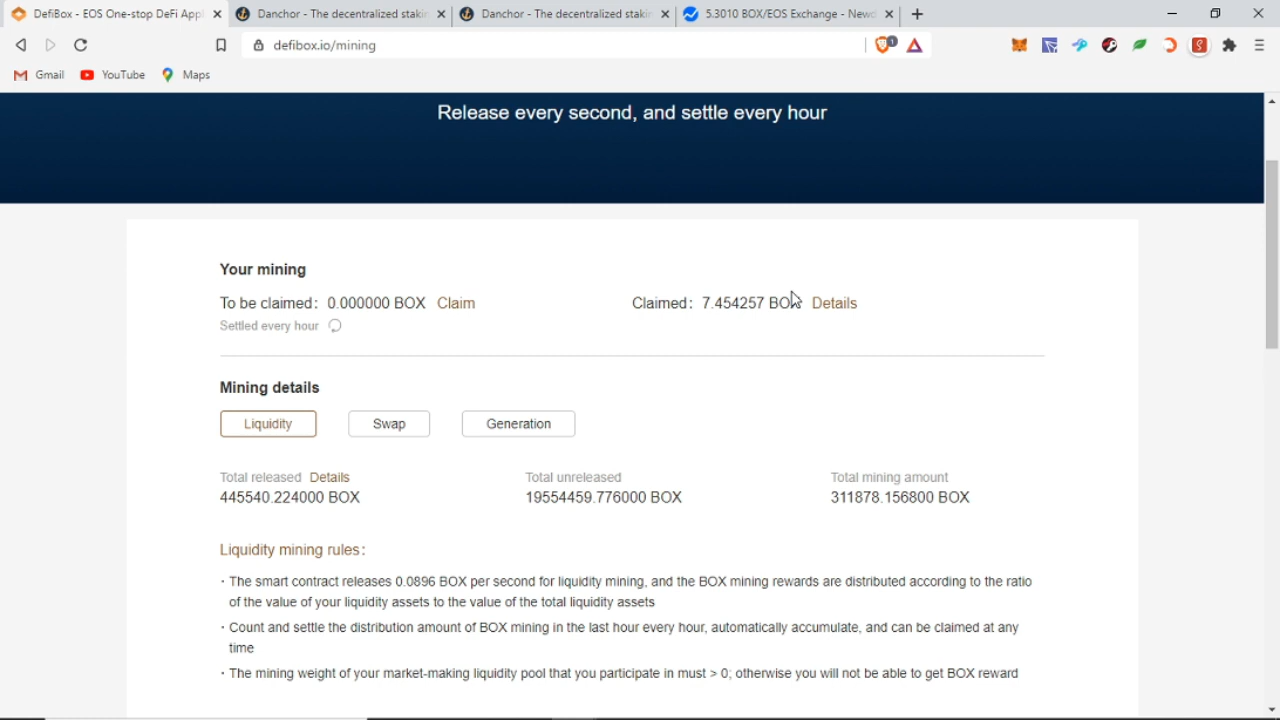 DefiBox - EOS One-stop DeFi Appl
Danchor - The decentralized stakin
Danchor - The decentralized stakin
5.3010 BOX/EOS Exchange - Newd
defibox.io/mining
1
Gmail
YouTube
Maps
Release every second, and settle every hour
Your mining
To be claimed: 0.000000 BOX Claim
Claimed: 7.454257 BOX Details
Settled every hour
Mining details
Liquidity
Swap
Generation
Total released Details
Total unreleased
Total mining amount
445540.224000 BOX
19554459.776000 BOX
311878.156800 BOX
Liquidity mining rules:
· The smart contract releases 0.0896 BOX per second for liquidity mining, and the BOX mining rewards are distributed according to the ratio
of the value of your liquidity assets to the value of the total liquidity assets
· Count and settle the distribution amount of BOX mining in the last hour every hour, automatically accumulate, and can be claimed at any
time
· The mining weight of your market-making liquidity pool that you participate in must > 0; otherwise you will not be able to get BOX reward